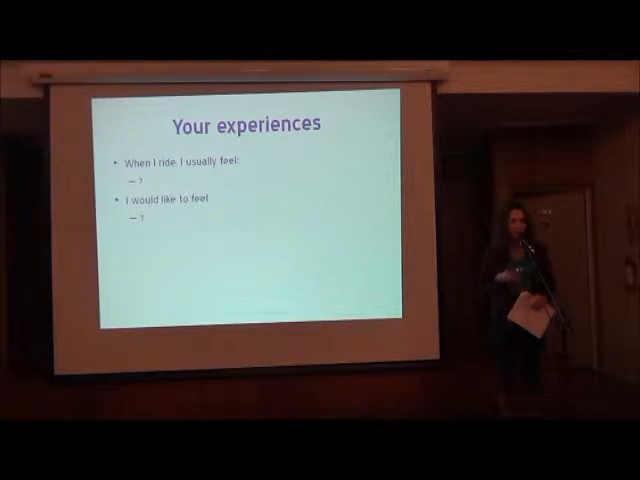 Your experiences
• When I ride, I usually feel:
– ?
• I would like to feel
– ?